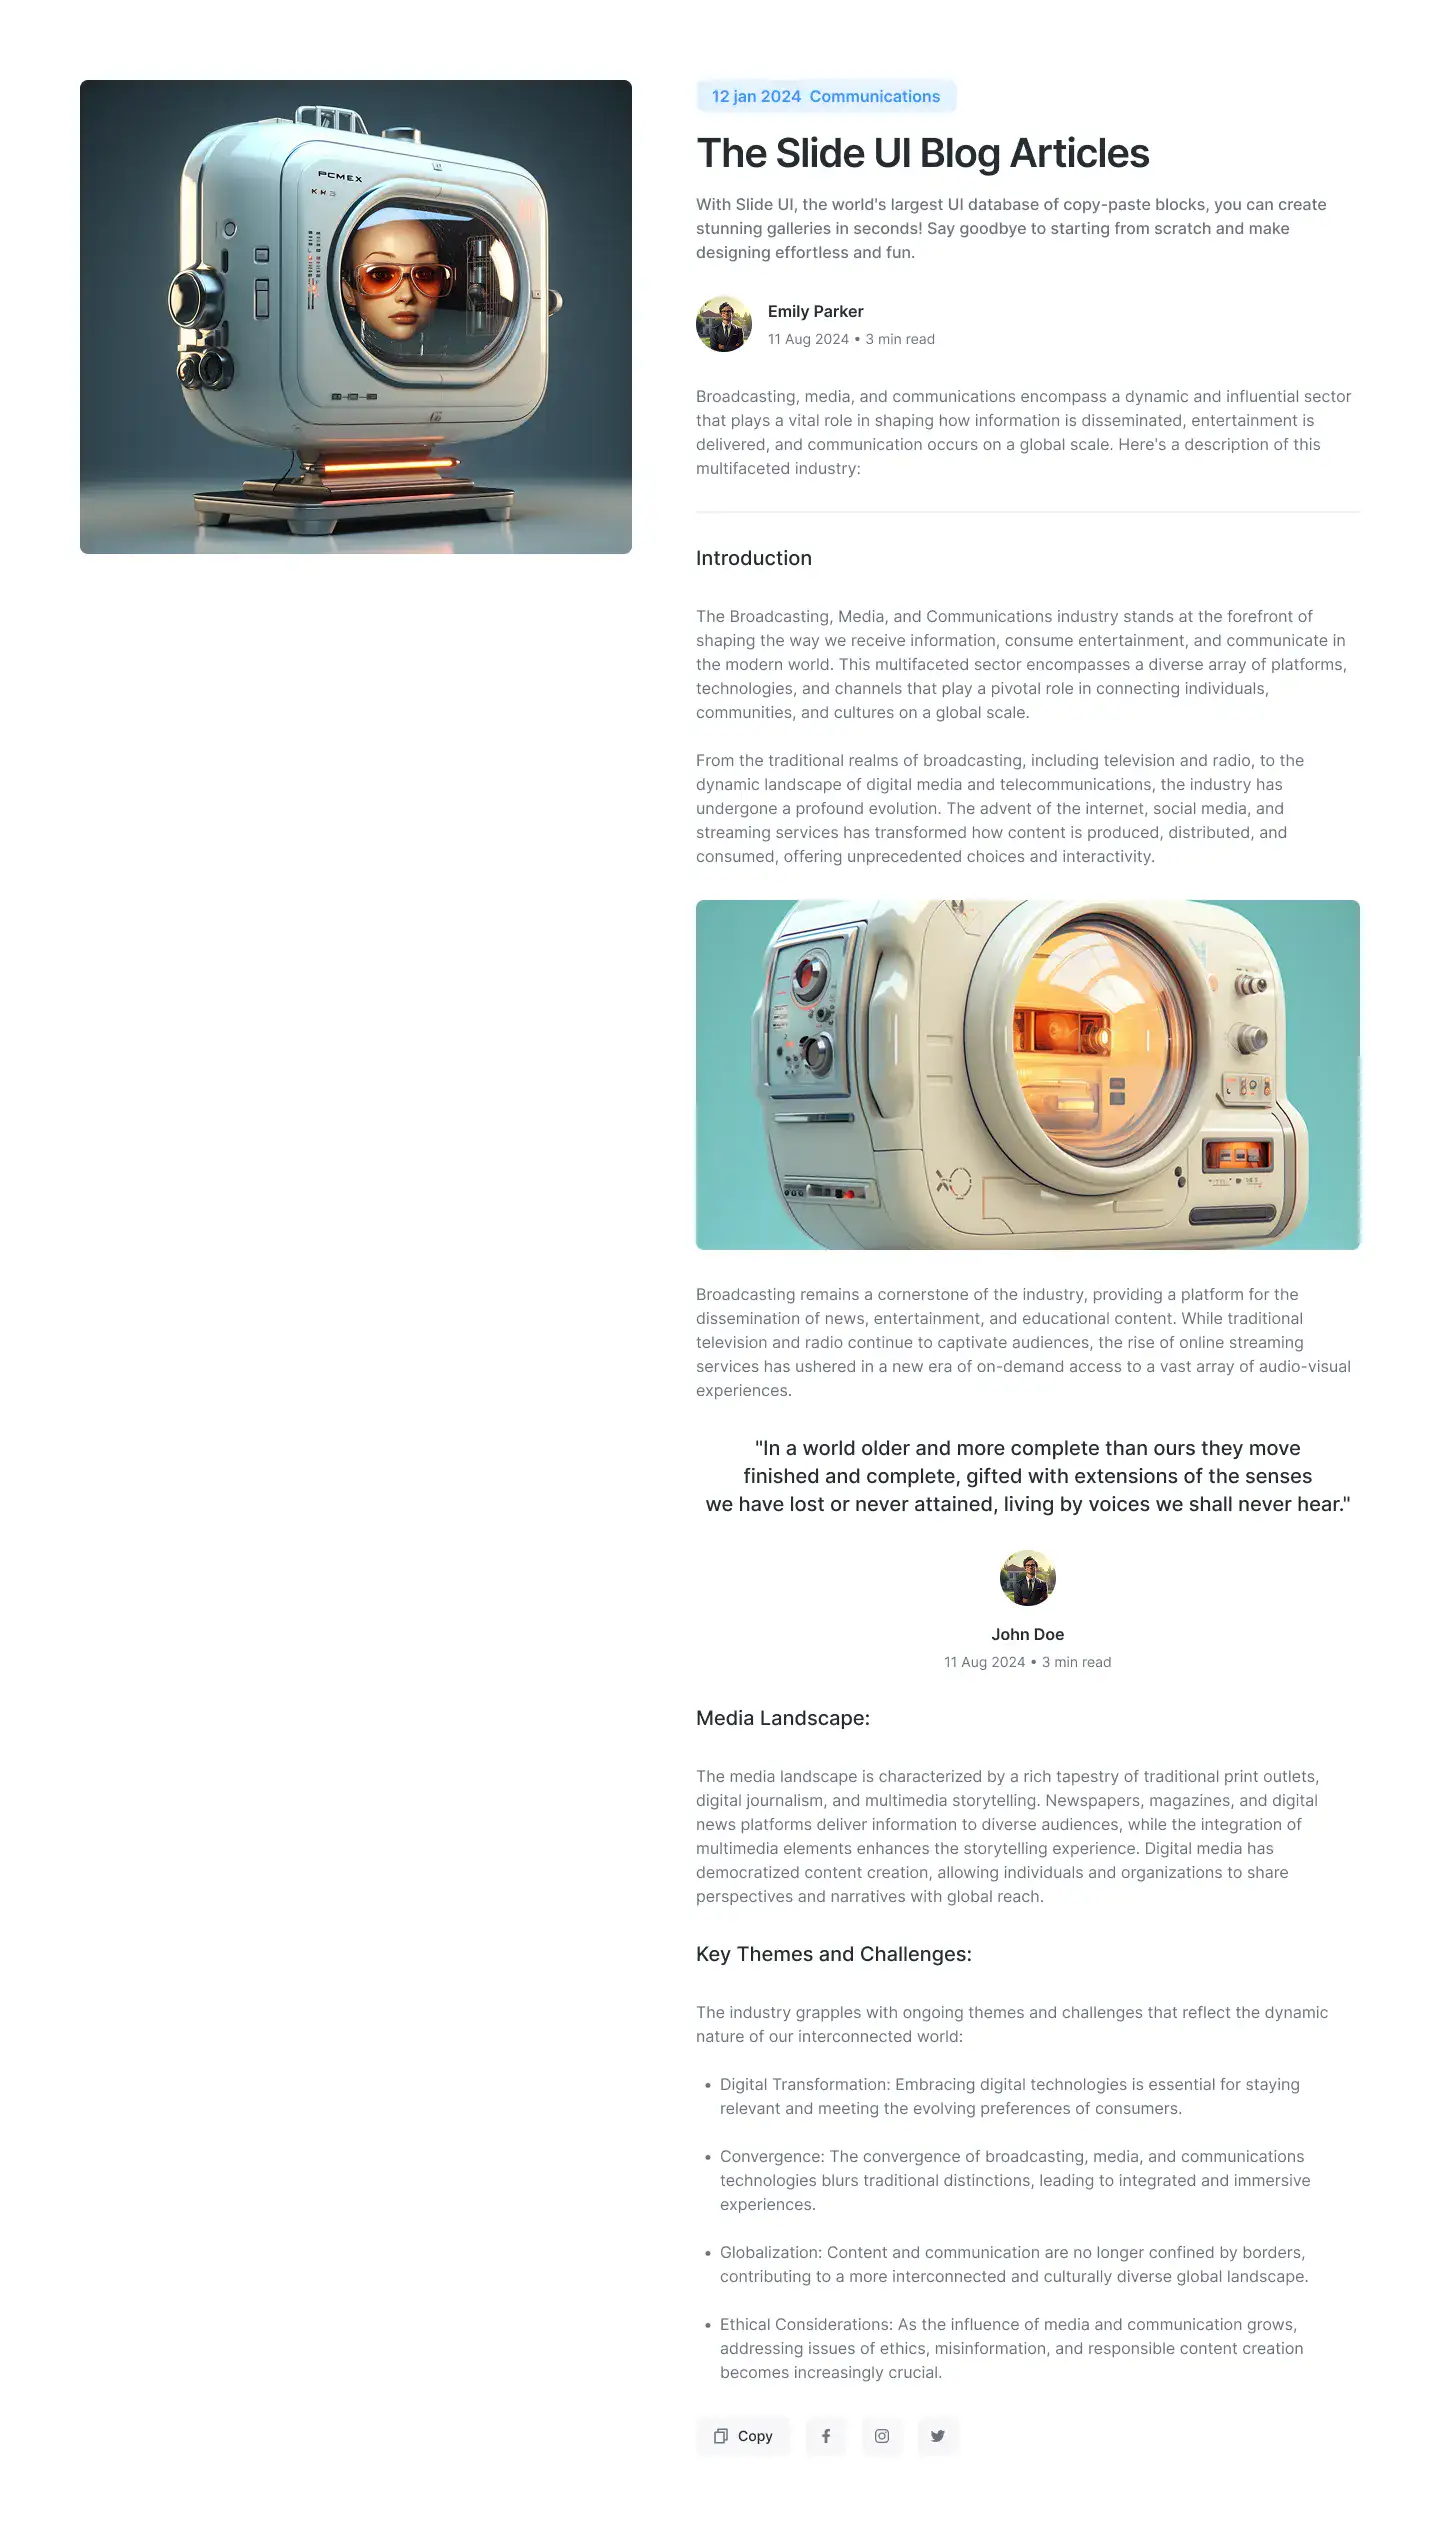 PCMEX
12 jan 2024 Communications
The Slide UI Blog Articles
With Slide UI, the world's largest UI database of copy-paste blocks, you can create
stunning galleries in seconds! Say goodbye to starting from scratch and make
designing effortless and fun.
Emily Parker
11 Aug 2024 • 3 min read
Broadcasting, media, and communications encompass a dynamic and influential sector
that plays a vital role in shaping how information is disseminated, entertainment is
delivered, and communication occurs on a global scale. Here's a description of this
multifaceted industry:
Introduction
The Broadcasting, Media, and Communications industry stands at the forefront of
shaping the way we receive information, consume entertainment, and communicate in
the modern world. This multifaceted sector encompasses a diverse array of platforms,
technologies, and channels that play a pivotal role in connecting individuals,
communities, and cultures on a global scale.
From the traditional realms of broadcasting, including television and radio, to the
dynamic landscape of digital media and telecommunications, the industry has
undergone a profound evolution. The advent of the internet, social media, and
streaming services has transformed how content is produced, distributed, and
consumed, offering unprecedented choices and interactivity.
Broadcasting remains a cornerstone of the industry, providing a platform for the
dissemination of news, entertainment, and educational content. While traditional
television and radio continue to captivate audiences, the rise of online streaming
services has ushered in a new era of on-demand access to a vast array of audio-visual
experiences.
"In a world older and more complete than ours they move
finished and complete, gifted with extensions of the senses
we have lost or never attained, living by voices we shall never hear."
John Doe
11 Aug 2024 • 3 min read
Media Landscape:
The media landscape is characterized by a rich tapestry of traditional print outlets,
digital journalism, and multimedia storytelling. Newspapers, magazines, and digital
news platforms deliver information to diverse audiences, while the integration of
multimedia elements enhances the storytelling experience. Digital media has
democratized content creation, allowing individuals and organizations to share
perspectives and narratives with global reach.
Key Themes and Challenges:
The industry grapples with ongoing themes and challenges that reflect the dynamic
nature of our interconnected world:
• Digital Transformation: Embracing digital technologies is essential for staying
relevant and meeting the evolving preferences of consumers.
• Convergence: The convergence of broadcasting, media, and communications
technologies blurs traditional distinctions, leading to integrated and immersive
experiences.
• Globalization: Content and communication are no longer confined by borders,
contributing to a more interconnected and culturally diverse global landscape.
• Ethical Considerations: As the influence of media and communication grows,
addressing issues of ethics, misinformation, and responsible content creation
becomes increasingly crucial.
Copy